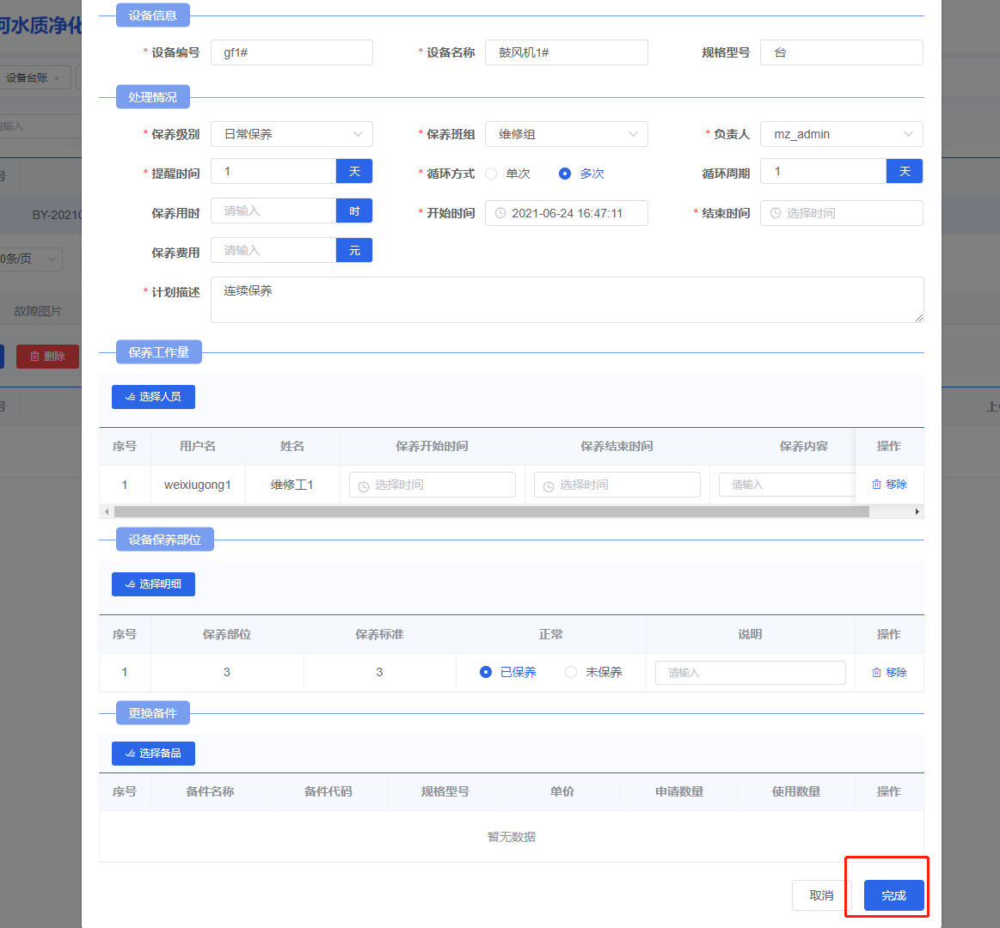 设备信息
河水质净化
* 设备编号 gf1# * 设备名称 鼓风机1# 规格型号 台
设备台账 ×
处理情况
请输入
* 保养级别 日常保养 * 保养班组 维修组 * 负责人 mz_admin
* 提醒时间 1 天 * 循环方式 单次 多次 循环周期 1 天
号
保养用时 请输入 时 * 开始时间 2021-06-24 16:47:11 * 结束时间 选择时间
BY-20210
保养费用 请输入 元
0条/页
* 计划描述 连续保养
故障图片
保养工作量
删除
选择人员
号
上
序号 用户名 姓名 保养开始时间 保养结束时间 保养内容 操作
1 weixiugong1 维修工1 选择时间 选择时间 请输入 移除
设备保养部位
选择明细
序号 保养部位 保养标准 正常 说明 操作
1 3 3 已保养 未保养 请输入 移除
更换备件
选择备品
序号 备件名称 备件代码 规格型号 单价 申请数量 使用数量 操作
暂无数据
取消 完成